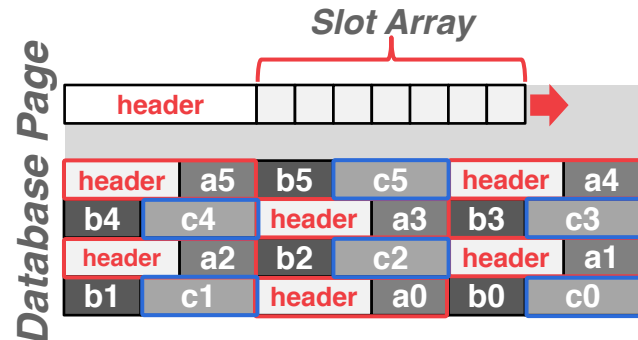 Slot Array
Database Page
header
header a5 b5 c5 header a4
b4 c4 header a3 b3 c3
header a2 b2 c2 header a1
b1 c1 header a0 b0 c0